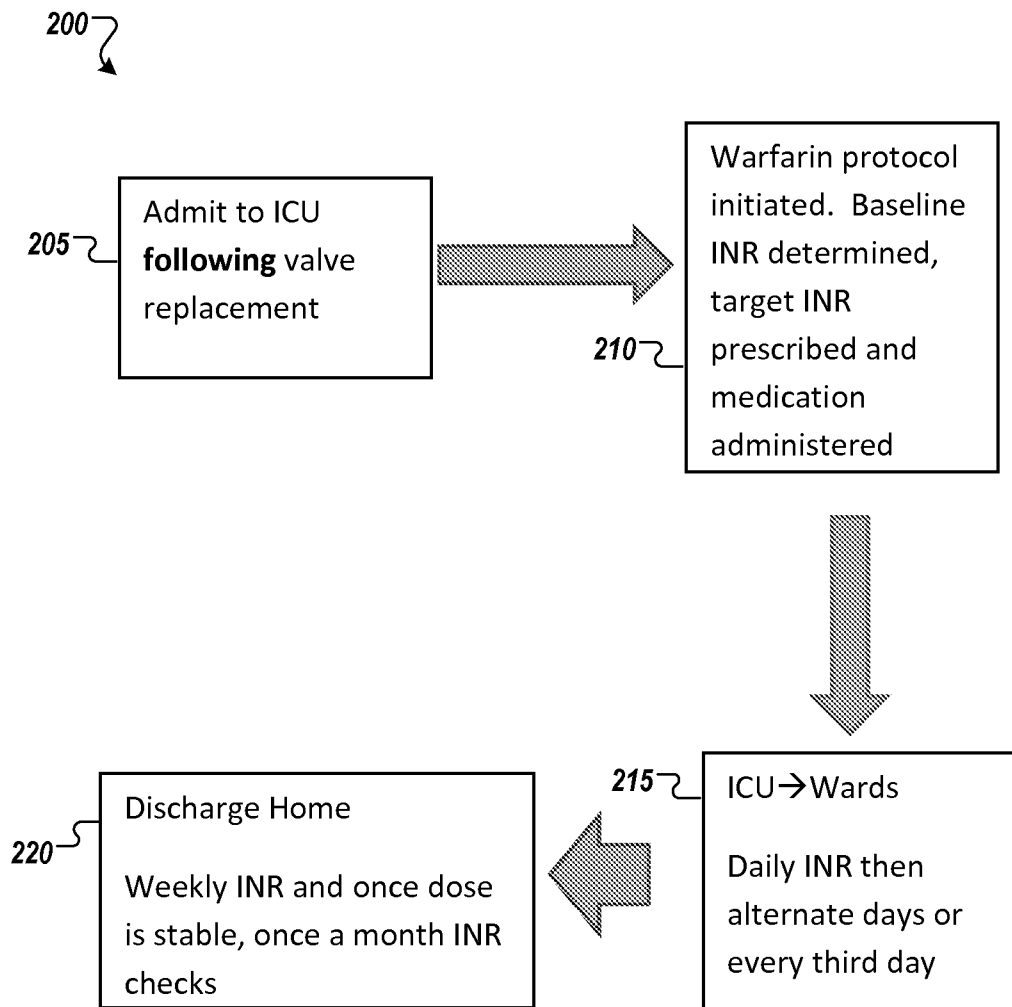 200
205
Admit to ICU
following valve
replacement
210
Warfarin protocol
initiated.  Baseline
INR determined,
target INR
prescribed and
medication
administered
215
ICU→Wards
Daily INR then
alternate days or
every third day
220
Discharge Home
Weekly INR and once dose
is stable, once a month INR
checks